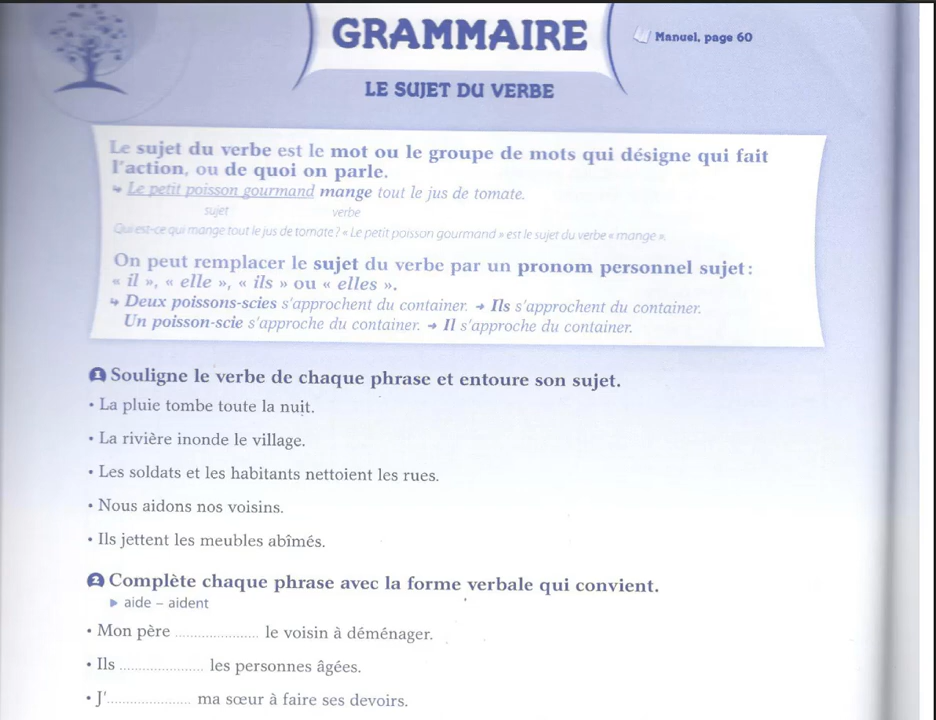 GRAMMAIRE
Manuel, page 60
LE SUJET DU VERBE
Le sujet du verbe est le mot ou le groupe de mots qui désigne qui fait
l'action, ou de quoi on parle.
↳ Le petit poisson gourmand mange tout le jus de tomate.
sujet verbe
Qui est-ce qui mange tout le jus de tomate ? « Le petit poisson gourmand » est le sujet du verbe « mange ».
On peut remplacer le sujet du verbe par un pronom personnel sujet :
« il », « elle », « ils » ou « elles ».
↳ Deux poissons-scies s'approchent du container. → Ils s'approchent du container.
Un poisson-scie s'approche du container. → Il s'approche du container.
1 Souligne le verbe de chaque phrase et entoure son sujet.
• La pluie tombe toute la nuit.
• La rivière inonde le village.
• Les soldats et les habitants nettoient les rues.
• Nous aidons nos voisins.
• Ils jettent les meubles abîmés.
2 Complète chaque phrase avec la forme verbale qui convient.
▶ aide – aident
• Mon père ..................... le voisin à déménager.
• Ils ..................... les personnes âgées.
• J'..................... ma sœur à faire ses devoirs.